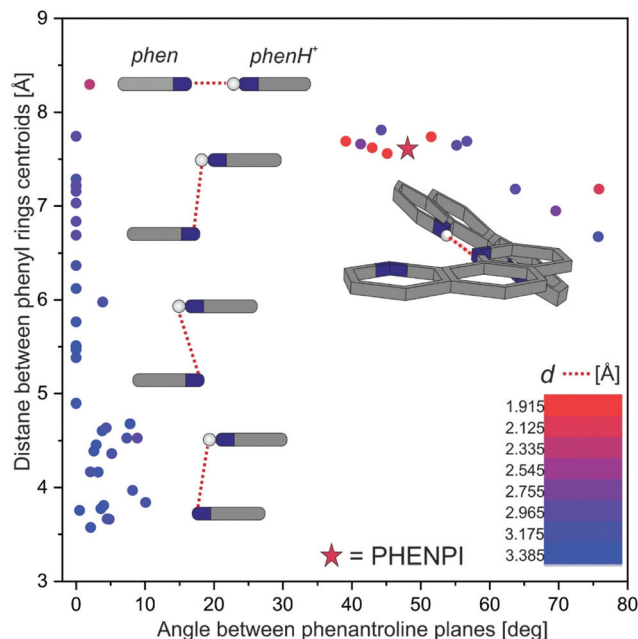 phen phenH+
9
8
7
6
5
4
3
Distane between phenyl rings centroids [Å]
d [Å]
1.915
2.125
2.335
2.545
2.755
2.965
3.175
3.385
= PHENPI
0 10 20 30 40 50 60 70 80
Angle between phenantroline planes [deg]